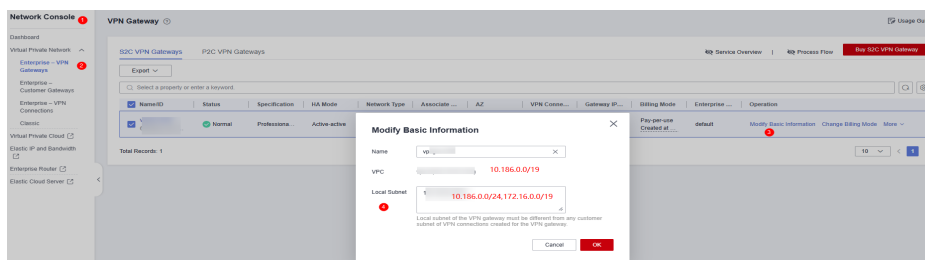 Network Console 1
VPN Gateway
Usage Gu
Dashboard
Virtual Private Network
Enterprise – VPN Gateways 2
Enterprise – Customer Gateways
Enterprise – VPN Connections
Classic
Virtual Private Cloud
Elastic IP and Bandwidth
Enterprise Router
Elastic Cloud Server
S2C VPN Gateways P2C VPN Gateways
Service Overview | Process Flow Buy S2C VPN Gateway
Export
Select a property or enter a keyword.
Name/ID Status Specification HA Mode Network Type Associate ... AZ VPN Conne... Gateway IP... Billing Mode Enterprise ... Operation
Normal Professiona... Active-active
Pay-per-use
Created at ...
default Modify Basic Information Change Billing Mode More
3
Total Records: 1
10 < 1
Modify Basic Information
Name vp
VPC 10.186.0.0/19
Local Subnet 1 10.186.0.0/24,172.16.0.0/19
4
Local subnet of the VPN gateway must be different from any customer
subnet of VPN connections created for the VPN gateway.
Cancel OK